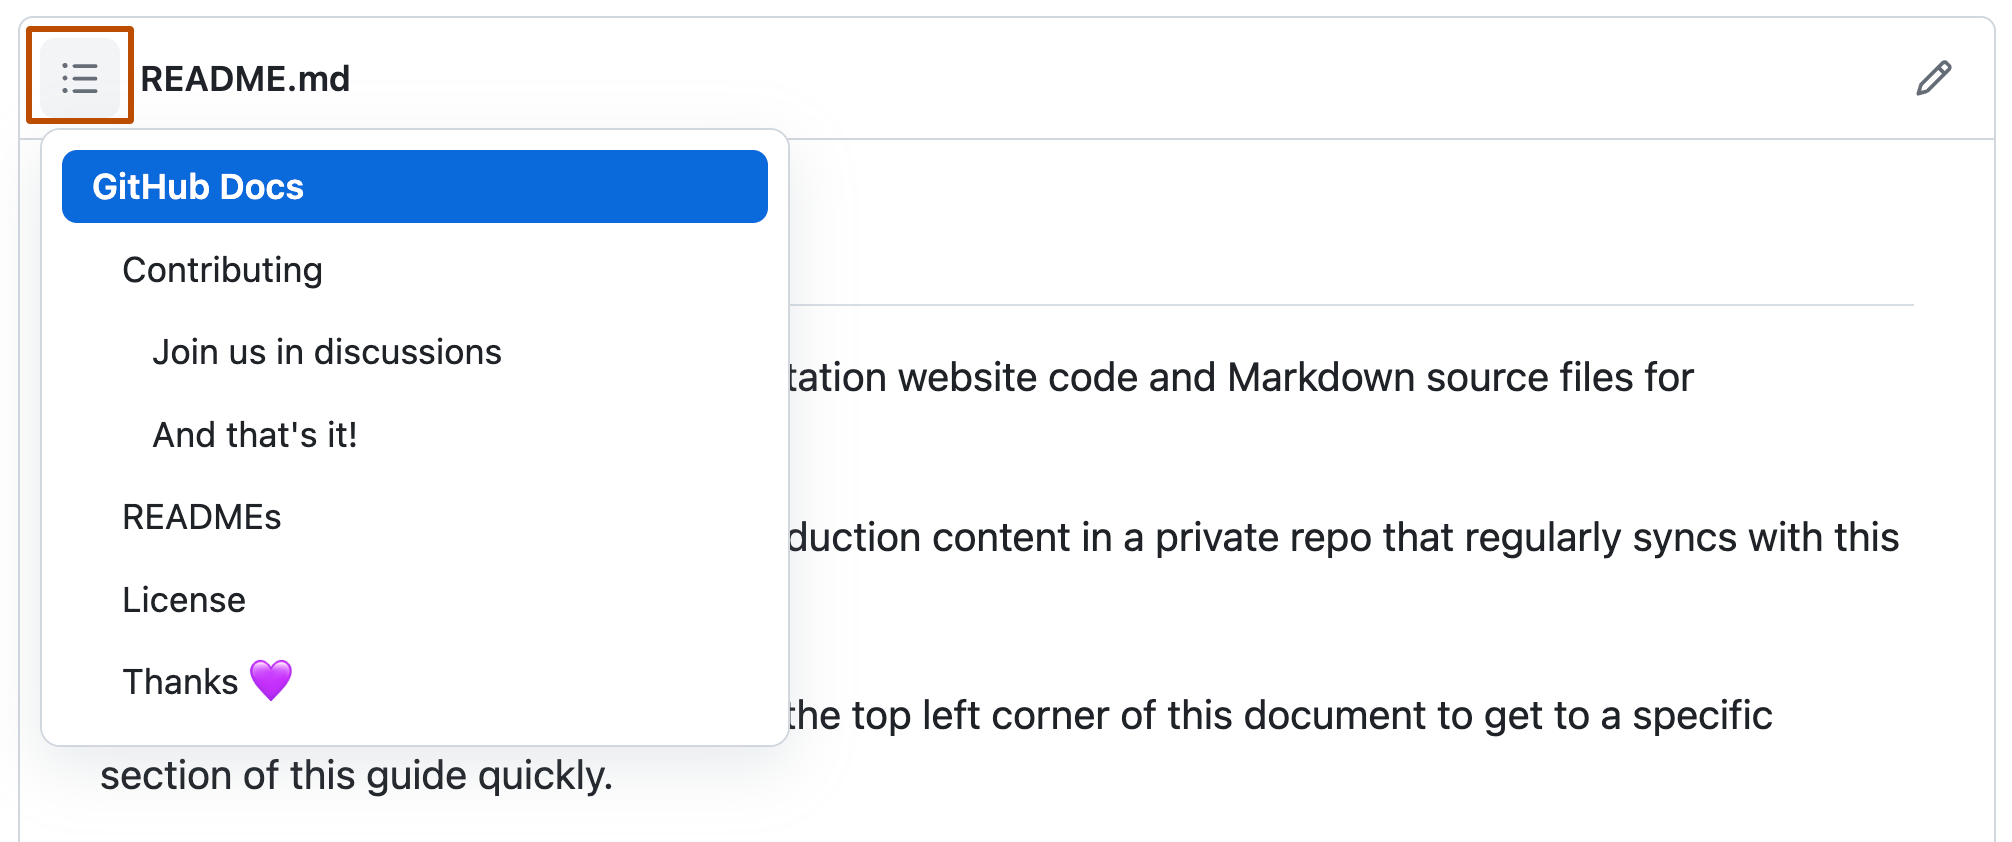 README.md
GitHub Docs
Contributing
Join us in discussions
And that's it!
READMEs
License
Thanks 💜
website code and Markdown source files for
content in a private repo that regularly syncs with this
the top left corner of this document to get to a specific
section of this guide quickly.